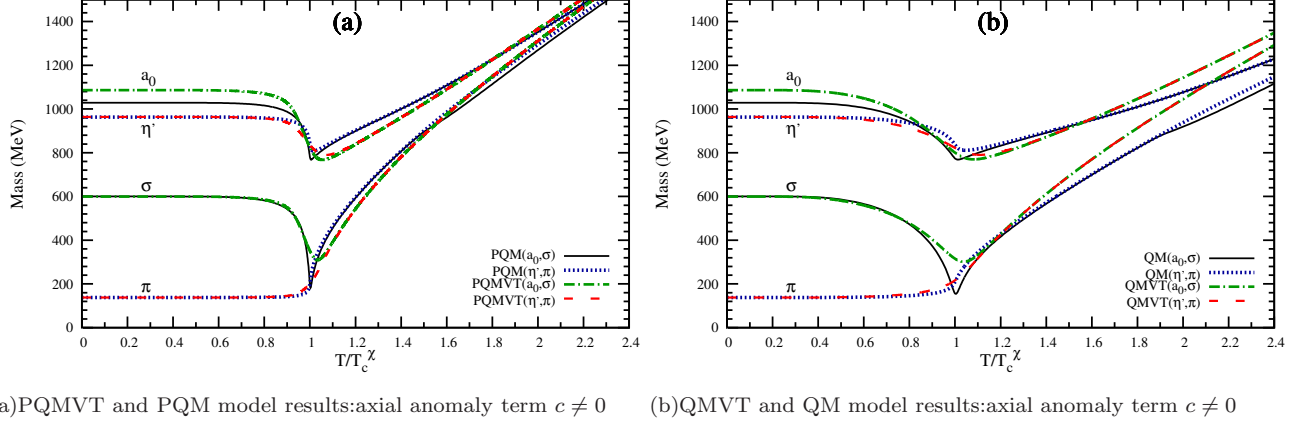 (a)
1400
1200
1000
800
600
400
200
0
Mass (MeV)
a0
η'
σ
π
PQM(a0,σ)
PQM(η',π)
PQMVT(a0,σ)
PQMVT(η',π)
0 0.2 0.4 0.6 0.8 1 1.2 1.4 1.6 1.8 2 2.2 2.4
T/Tc^χ
(b)
1400
1200
1000
800
600
400
200
0
Mass (MeV)
a0
η'
σ
π
QM(a0,σ)
QM(η',π)
QMVT(a0,σ)
QMVT(η',π)
0 0.2 0.4 0.6 0.8 1 1.2 1.4 1.6 1.8 2 2.2 2.4
T/Tc^χ
a)PQMVT and PQM model results:axial anomaly term c ≠ 0
(b)QMVT and QM model results:axial anomaly term c ≠ 0